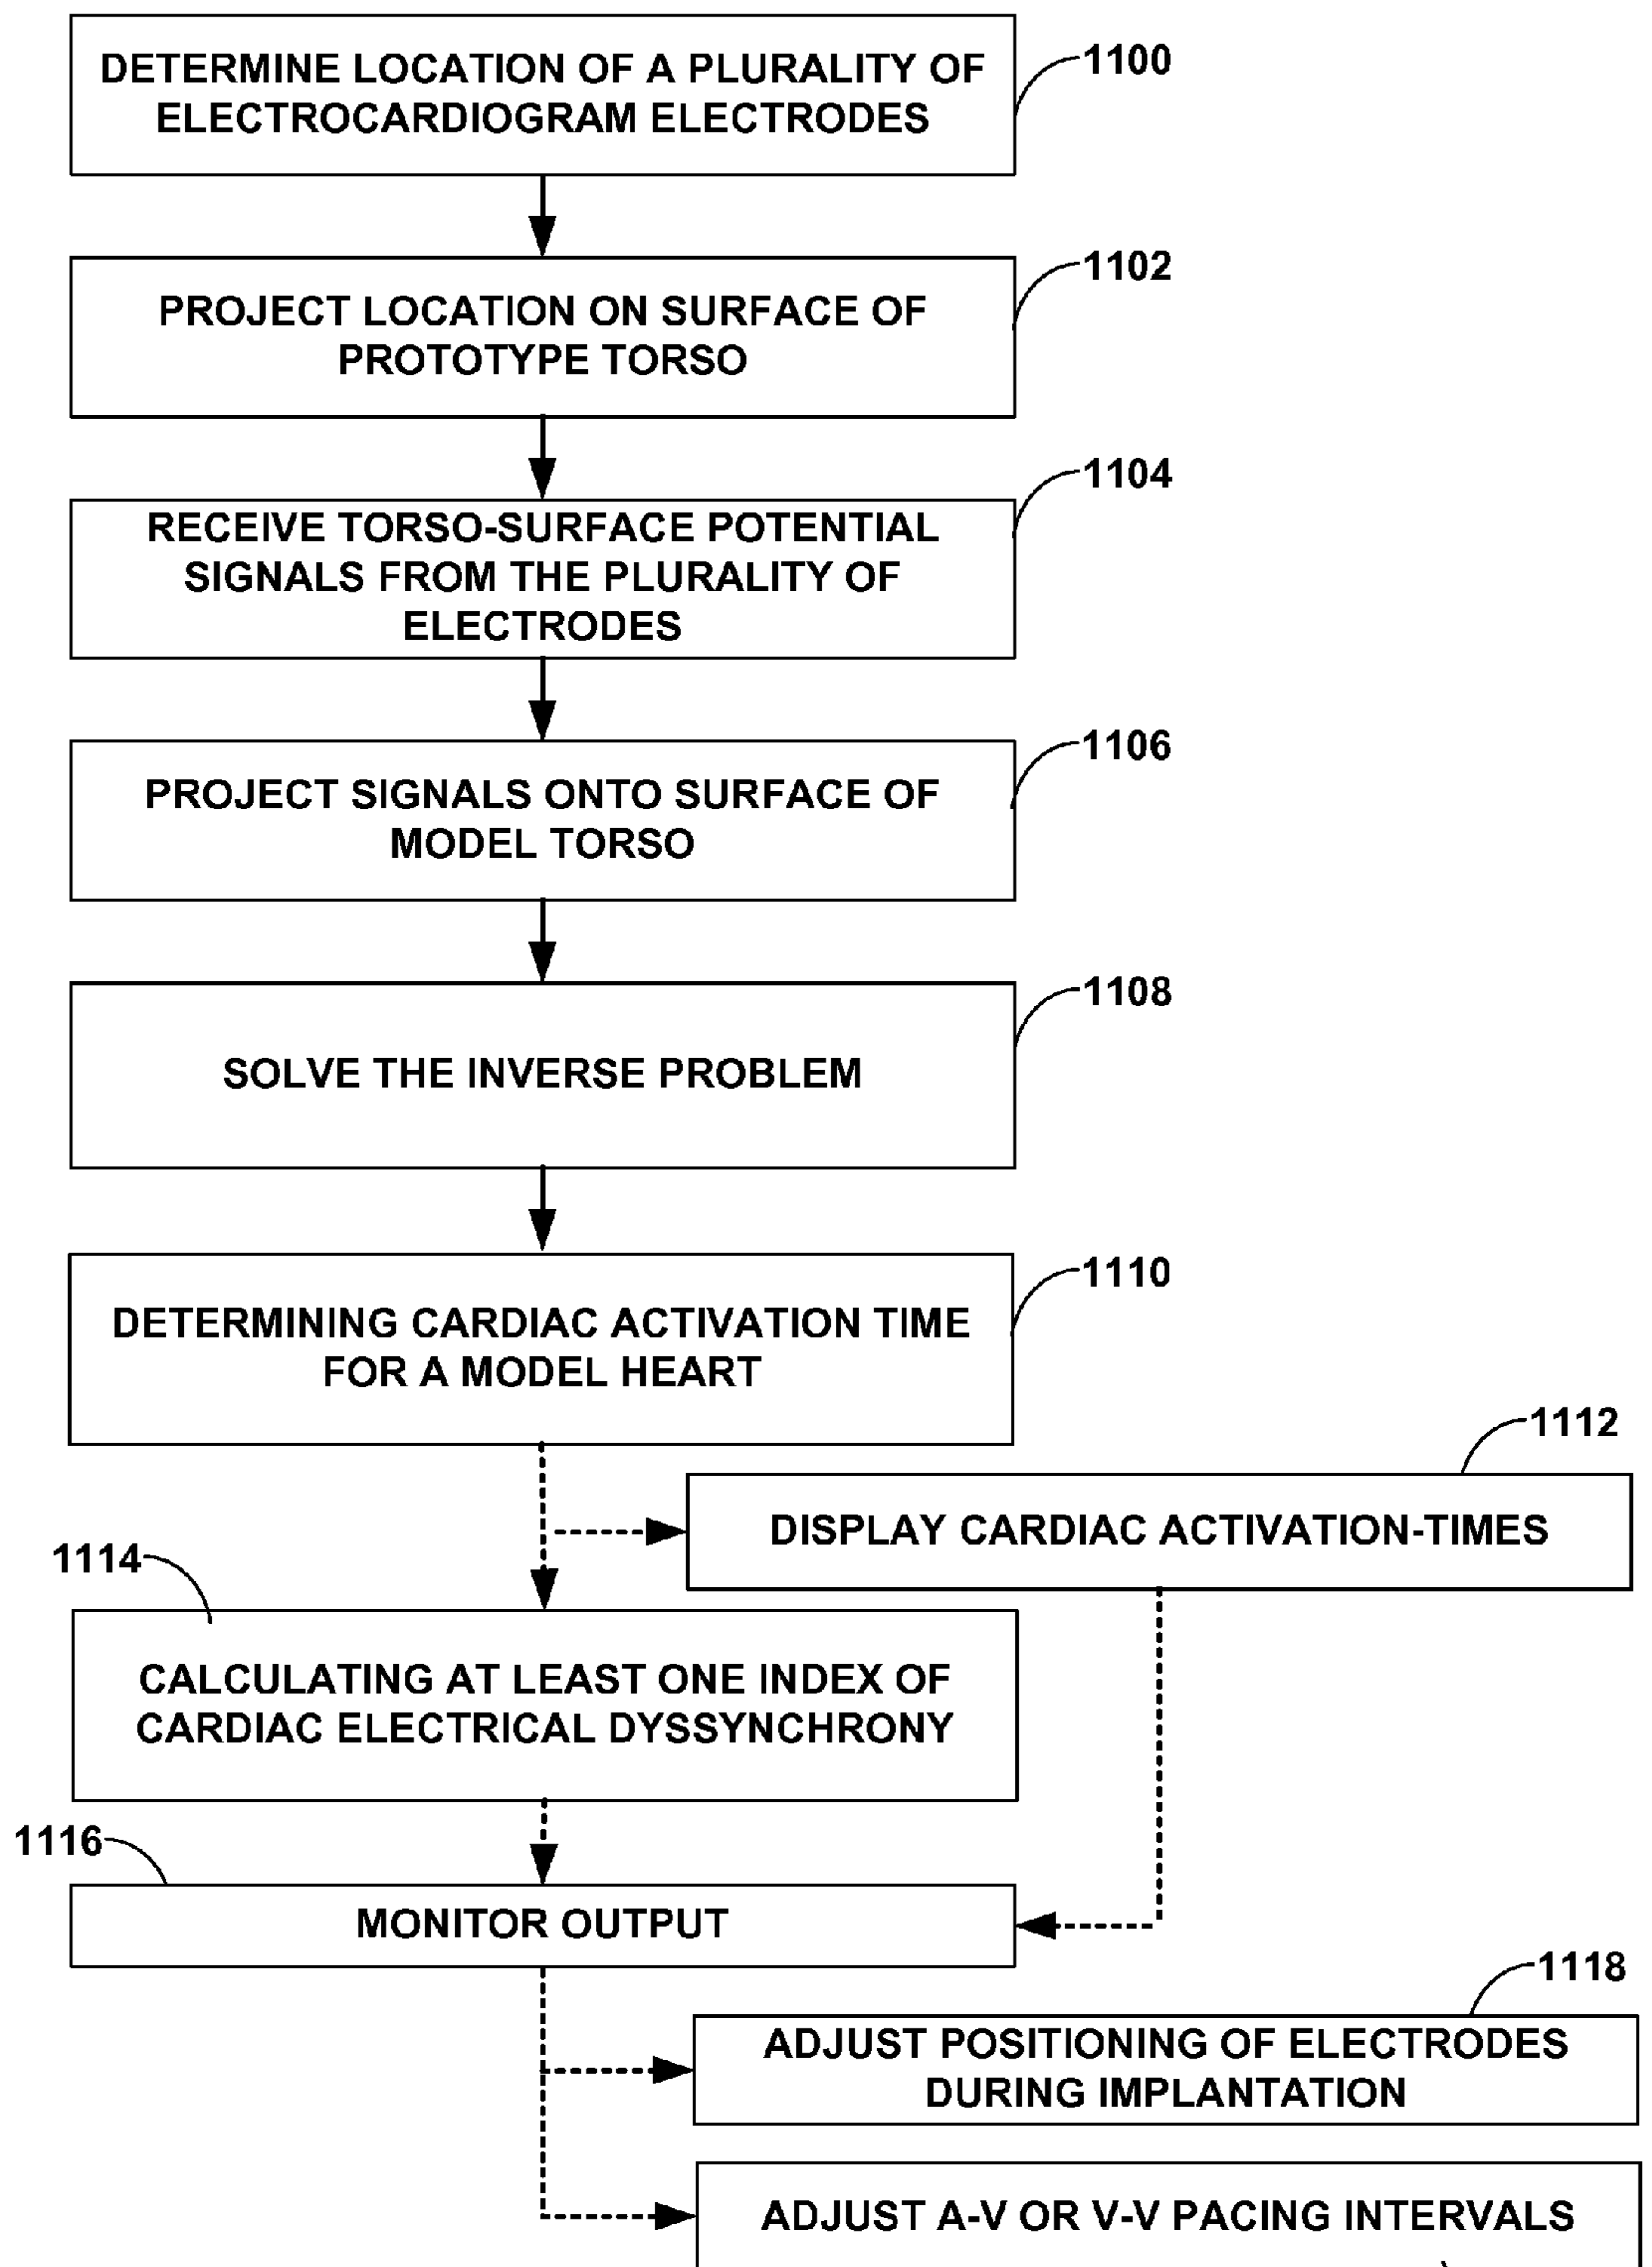 DETERMINE LOCATION OF A PLURALITY OF
ELECTROCARDIOGRAM ELECTRODES
1100
PROJECT LOCATION ON SURFACE OF
PROTOTYPE TORSO
1102
RECEIVE TORSO-SURFACE POTENTIAL
SIGNALS FROM THE PLURALITY OF
ELECTRODES
1104
PROJECT SIGNALS ONTO SURFACE OF
MODEL TORSO
1106
SOLVE THE INVERSE PROBLEM
1108
DETERMINING CARDIAC ACTIVATION TIME
FOR A MODEL HEART
1110
DISPLAY CARDIAC ACTIVATION-TIMES
1112
1114
CALCULATING AT LEAST ONE INDEX OF
CARDIAC ELECTRICAL DYSSYNCHRONY
1116
MONITOR OUTPUT
1118
ADJUST POSITIONING OF ELECTRODES
DURING IMPLANTATION
ADJUST A-V OR V-V PACING INTERVALS